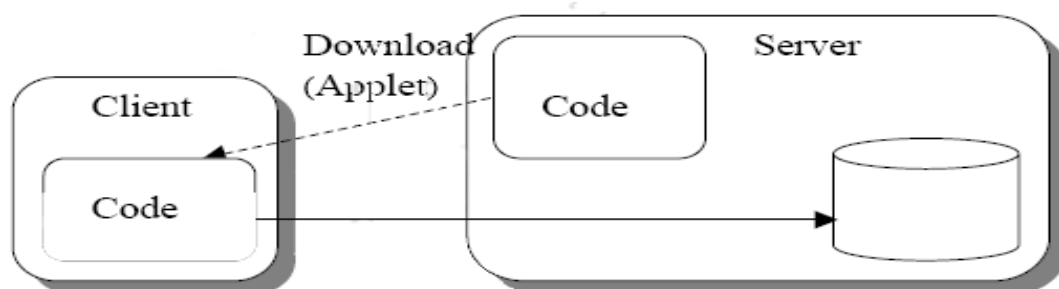 Download
(Applet)
Server
Client
Code
Code